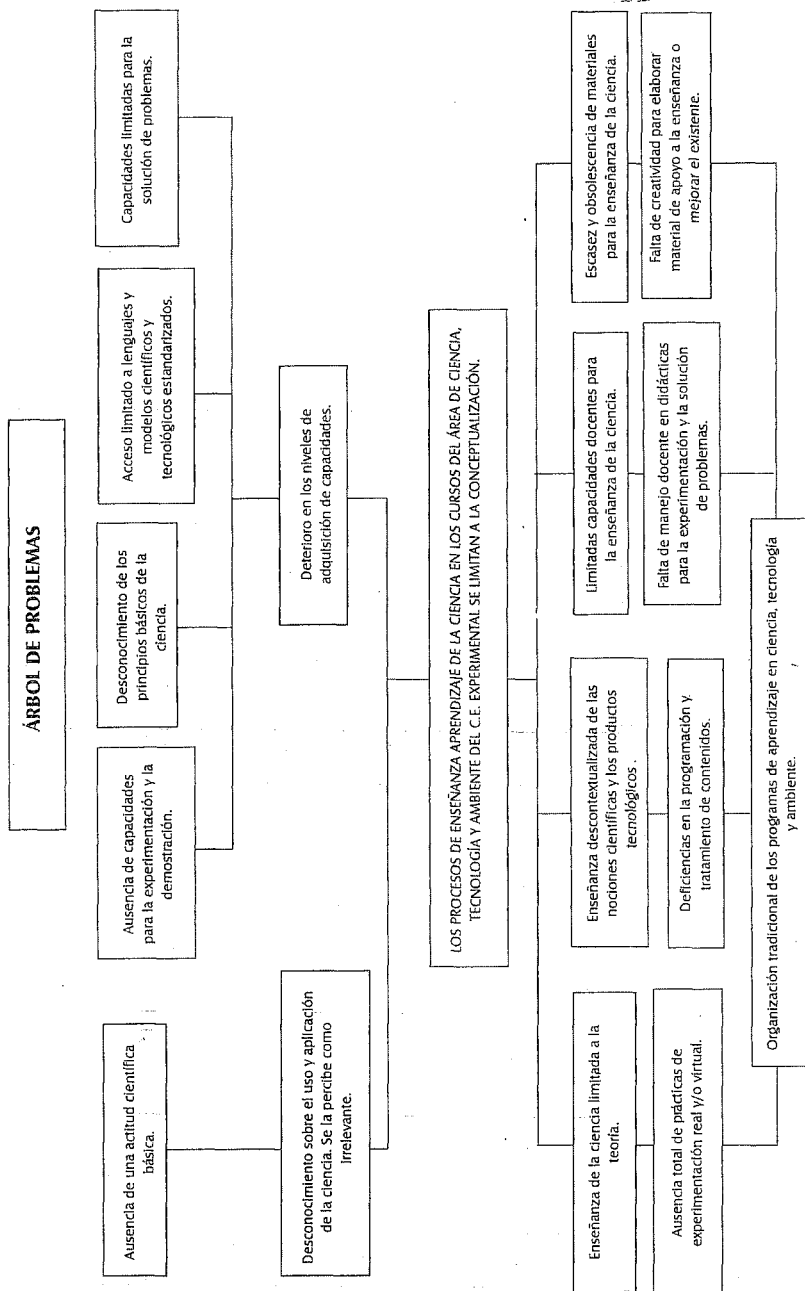 ÁRBOL DE PROBLEMAS
Ausencia de una actitud científica
básica.
Ausencia de capacidades
para la experimentación y la
demostración.
Desconocimiento de los
principios básicos de la
ciencia.
Acceso limitado a lenguajes y
modelos científicos y
tecnológicos estandarizados.
Capacidades limitadas para la
solución de problemas.
Desconocimiento sobre el uso y aplicación
de la ciencia. Se la percibe como
irrelevante.
Deterioro en los niveles de
adquisición de capacidades.
LOS PROCESOS DE ENSEÑANZA APRENDIZAJE DE LA CIENCIA EN LOS CURSOS DEL ÁREA DE CIENCIA,
TECNOLOGÍA Y AMBIENTE DEL C.E. EXPERIMENTAL SE LIMITAN A LA CONCEPTUALIZACIÓN.
Enseñanza de la ciencia limitada a la
teoría.
Enseñanza descontextualizada de las
nociones científicas y los productos
tecnológicos.
Limitadas capacidades docentes para
la enseñanza de la ciencia.
Escasez y obsolescencia de materiales
para la enseñanza de la ciencia.
Ausencia total de prácticas de
experimentación real y/o virtual.
Deficiencias en la programación y
tratamiento de contenidos.
Falta de manejo docente en didácticas
para la experimentación y la solución
de problemas.
Falta de creatividad para elaborar
material de apoyo a la enseñanza o
mejorar el existente.
Organización tradicional de los programas de aprendizaje en ciencia, tecnología
y ambiente.